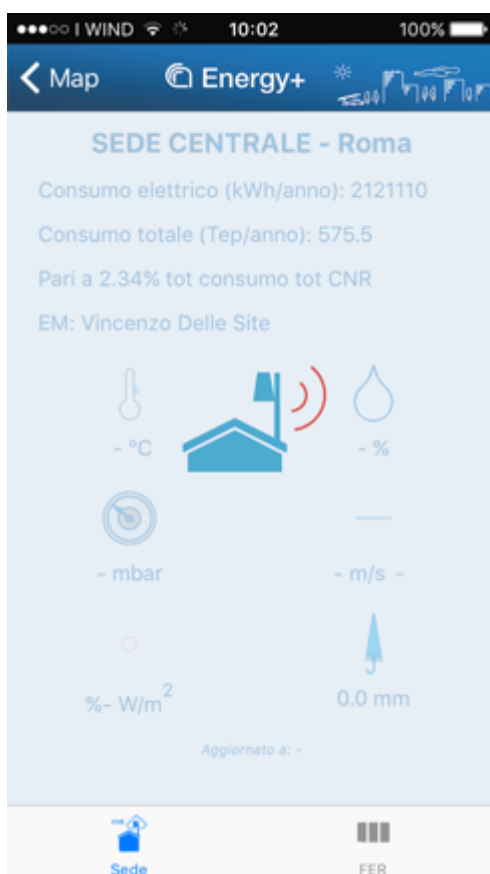 WIND 10:02 100%
Map Energy+
SEDE CENTRALE - Roma
Consumo elettrico (kWh/anno): 2121110
Consumo totale (Tep/anno): 575.5
Pari a 2.34% tot consumo tot CNR
EM: Vincenzo Delle Site
- °C - %
- mbar - m/s -
%- W/m² 0.0 mm
Aggiornato a: -
Sede FER